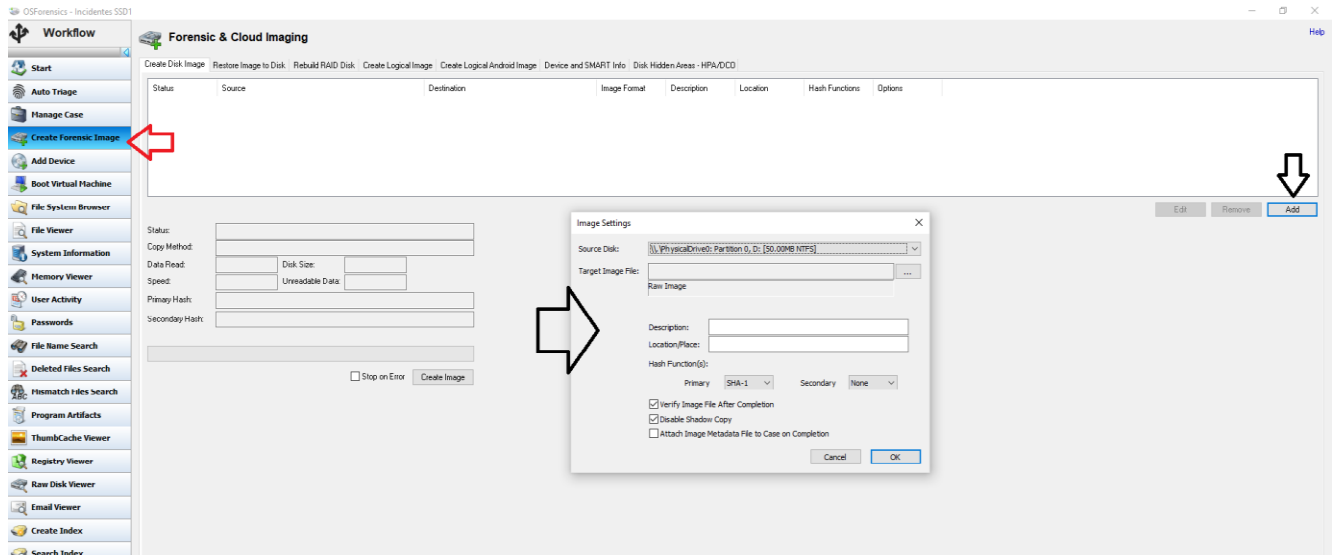 OSForensics - Incidentes SSD1
Workflow
Start
Auto Triage
Manage Case
Create Forensic Image
Add Device
Boot Virtual Machine
File System Browser
File Viewer
System Information
Memory Viewer
User Activity
Passwords
File Name Search
Deleted Files Search
Mismatch Files Search
Program Artifacts
ThumbCache Viewer
Registry Viewer
Raw Disk Viewer
Email Viewer
Create Index
Search Index
Forensic & Cloud Imaging
Help
Create Disk Image Restore Image to Disk Rebuild RAID Disk Create Logical Image Create Logical Android Image Device and SMART Info Disk Hidden Areas - HPA/DCO
Status Source Destination Image Format Description Location Hash Functions Options
Edit Remove Add
Status:
Copy Method:
Data Read: Disk Size:
Speed: Unreadable Data:
Primary Hash:
Secondary Hash:
Stop on Error Create Image
Image Settings
Source Disk: \\.\PhysicalDrive0: Partition 0, D: [50.00MB NTFS]
Target Image File: ...
Raw Image
Description:
Location/Place:
Hash Function(s):
Primary SHA-1 Secondary None
Verify Image File After Completion
Disable Shadow Copy
Attach Image Metadata File to Case on Completion
Cancel OK